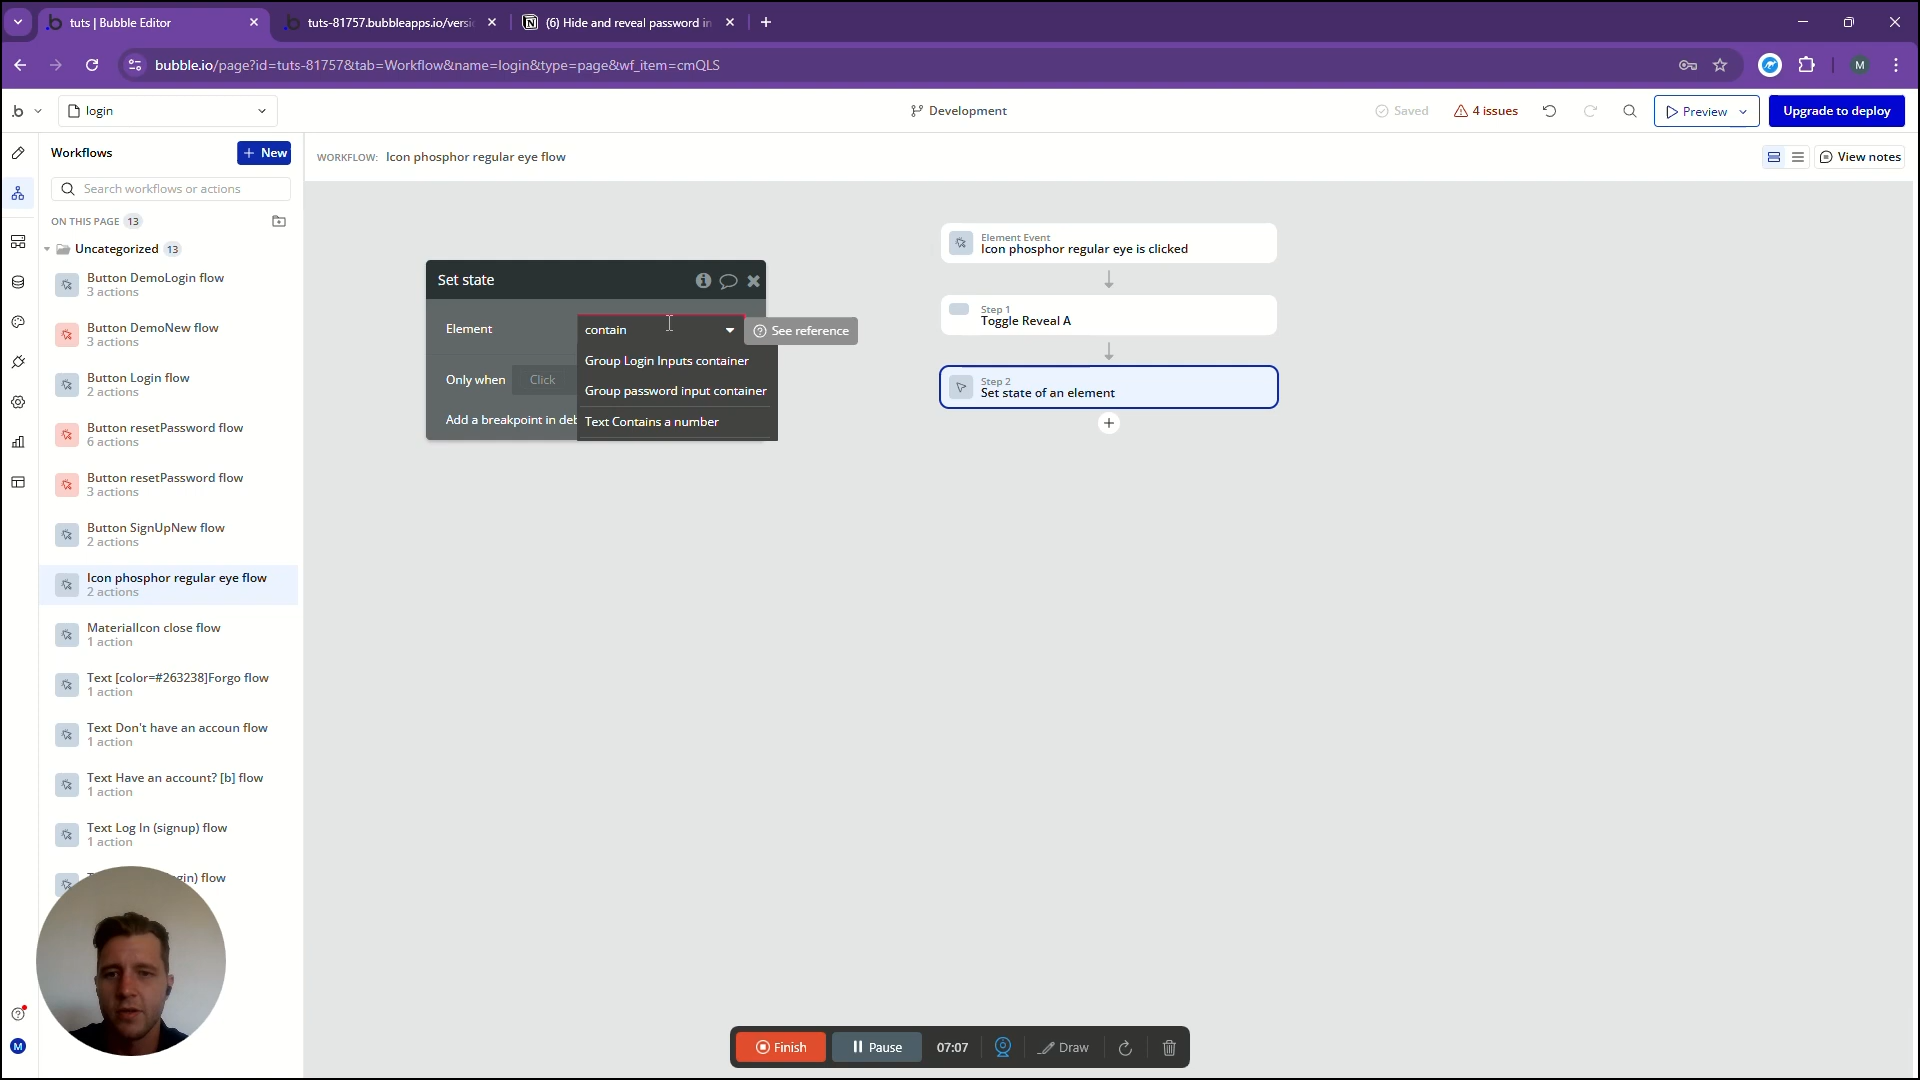 tuts | Bubble Editor
tuts-81757.bubbleapps.io/versi
(6) Hide and reveal password in
bubble.io/page?id=tuts-81757&tab=Workflow&name=login&type=page&wf_item=cmQLS
M
login
Development
Saved
4 issues
Preview
Upgrade to deploy
Workflows
+ New
WORKFLOW: Icon phosphor regular eye flow
View notes
Search workflows or actions
ON THIS PAGE 13
Uncategorized 13
Button DemoLogin flow
3 actions
Button DemoNew flow
3 actions
Button Login flow
2 actions
Button resetPassword flow
6 actions
Button resetPassword flow
3 actions
Button SignUpNew flow
2 actions
Icon phosphor regular eye flow
2 actions
MaterialIcon close flow
1 action
Text [color=#263238]Forgo flow
1 action
Text Don't have an accoun flow
1 action
Text Have an account? [b] flow
1 action
Text Log In (signup) flow
1 action
gin) flow
M
Set state
Element
contain
See reference
Group Login Inputs container
Only when
Click
Group password input container
Add a breakpoint in deb
Text Contains a number
Element Event
Icon phosphor regular eye is clicked
Step 1
Toggle Reveal A
Step 2
Set state of an element
Finish
Pause
07:07
Draw